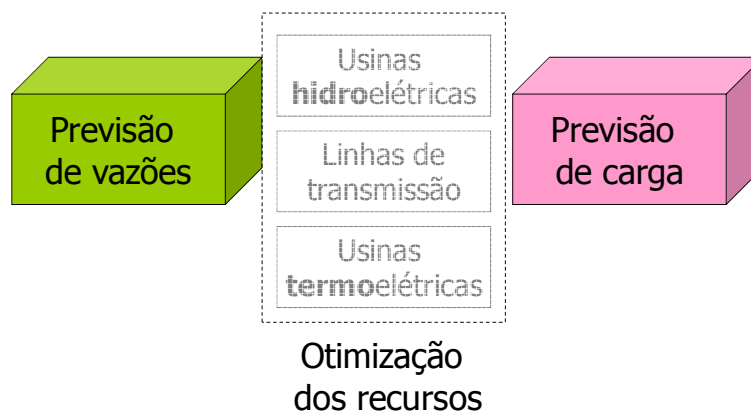 Previsão
de vazões
Usinas
hidroelétricas
Linhas de
transmissão
Usinas
termoelétricas
Previsão
de carga
Otimização
dos recursos